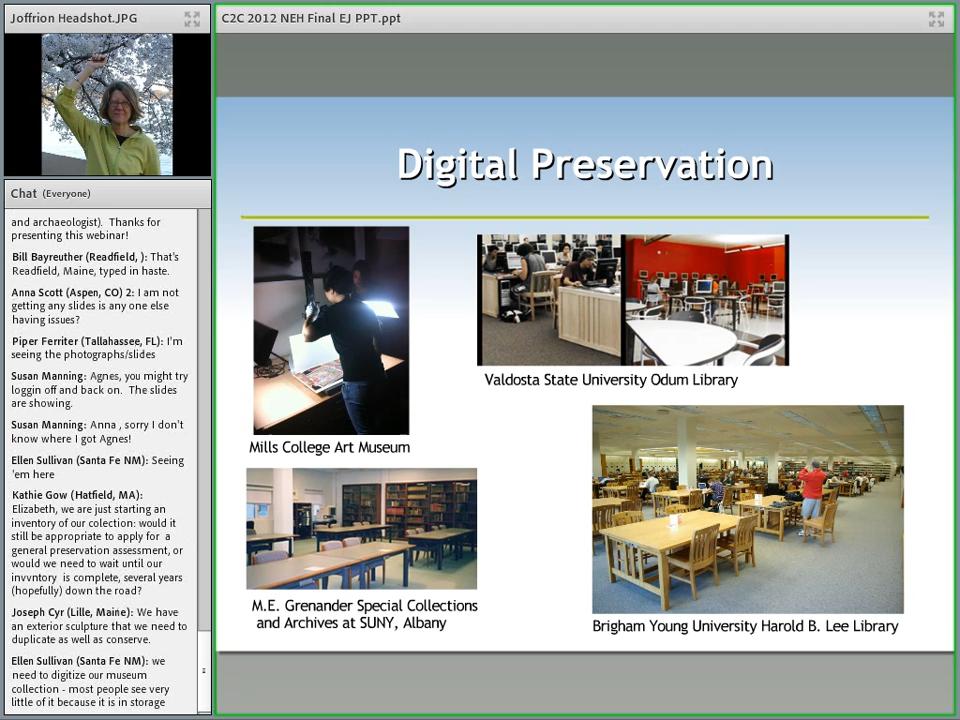 Joffrion Headshot.JPG
Chat (Everyone)
and archaeologist). Thanks for
presenting this webinar!
Bill Bayreuther (Readfield, ): That's
Readfield, Maine, typed in haste.
Anna Scott (Aspen, CO) 2: I am not
getting any slides is any one else
having issues?
Piper Ferriter (Tallahassee, FL): I'm
seeing the photographs/slides
Susan Manning: Agnes, you might try
loggin off and back on. The slides
are showing.
Susan Manning: Anna , sorry I don't
know where I got Agnes!
Ellen Sullivan (Santa Fe NM): Seeing
'em here
Kathie Gow (Hatfield, MA):
Elizabeth, we are just starting an
inventory of our colection: would it
still be appropriate to apply for a
general preservation assessment, or
would we need to wait until our
invvntory is complete, several years
(hopefully) down the road?
Joseph Cyr (Lille, Maine): We have
an exterior sculpture that we need to
duplicate as well as conserve.
Ellen Sullivan (Santa Fe NM): we
need to digitize our museum
collection - most people see very
little of it because it is in storage
C2C 2012 NEH Final EJ PPT.ppt
Digital Preservation
Valdosta State University Odum Library
Mills College Art Museum
M.E. Grenander Special Collections
and Archives at SUNY, Albany
Brigham Young University Harold B. Lee Library